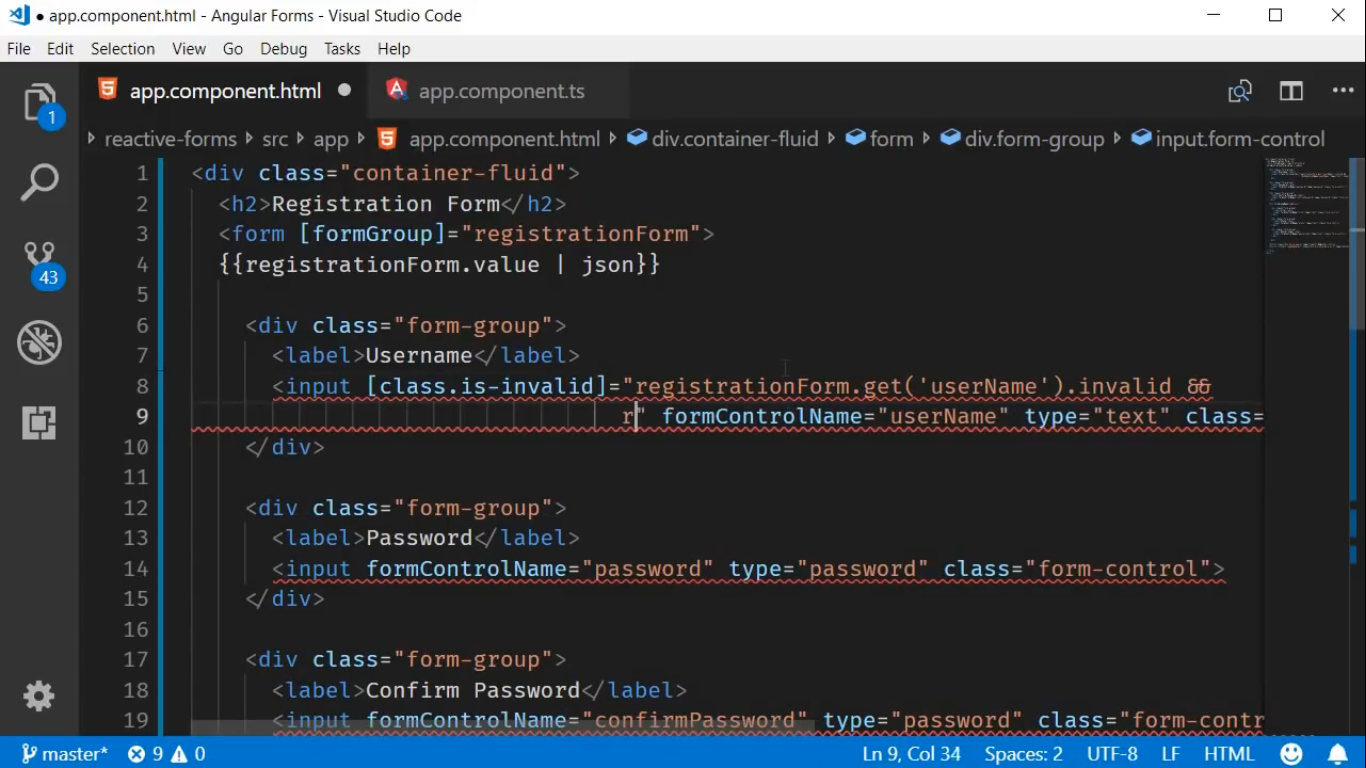 ● app.component.html - Angular Forms - Visual Studio Code
File Edit Selection View Go Debug Tasks Help
app.component.html ● app.component.ts
1
reactive-forms src app app.component.html div.container-fluid form div.form-group input.form-control
1 <div class="container-fluid">
2 <h2>Registration Form</h2>
3 <form [formGroup]="registrationForm">
4 {{registrationForm.value | json}}
5
6 <div class="form-group">
7 <label>Username</label>
8 <input [class.is-invalid]="registrationForm.get('userName').invalid &&
9 r" formControlName="userName" type="text" class=
10 </div>
11
12 <div class="form-group">
13 <label>Password</label>
14 <input formControlName="password" type="password" class="form-control">
15 </div>
16
17 <div class="form-group">
18 <label>Confirm Password</label>
19 <input formControlName="confirmPassword" type="password" class="form-contr
43
master* 9 0 Ln 9, Col 34 Spaces: 2 UTF-8 LF HTML